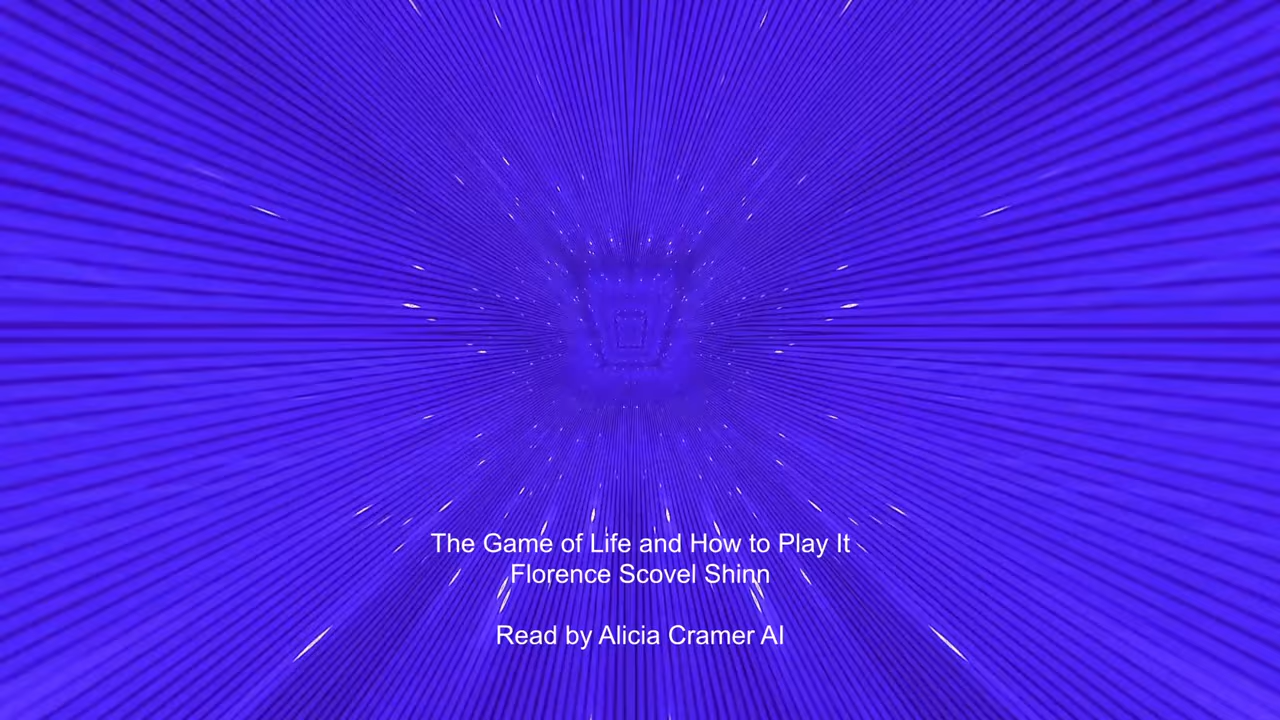 The Game of Life and How to Play It
Florence Scovel Shinn
Read by Alicia Cramer AI